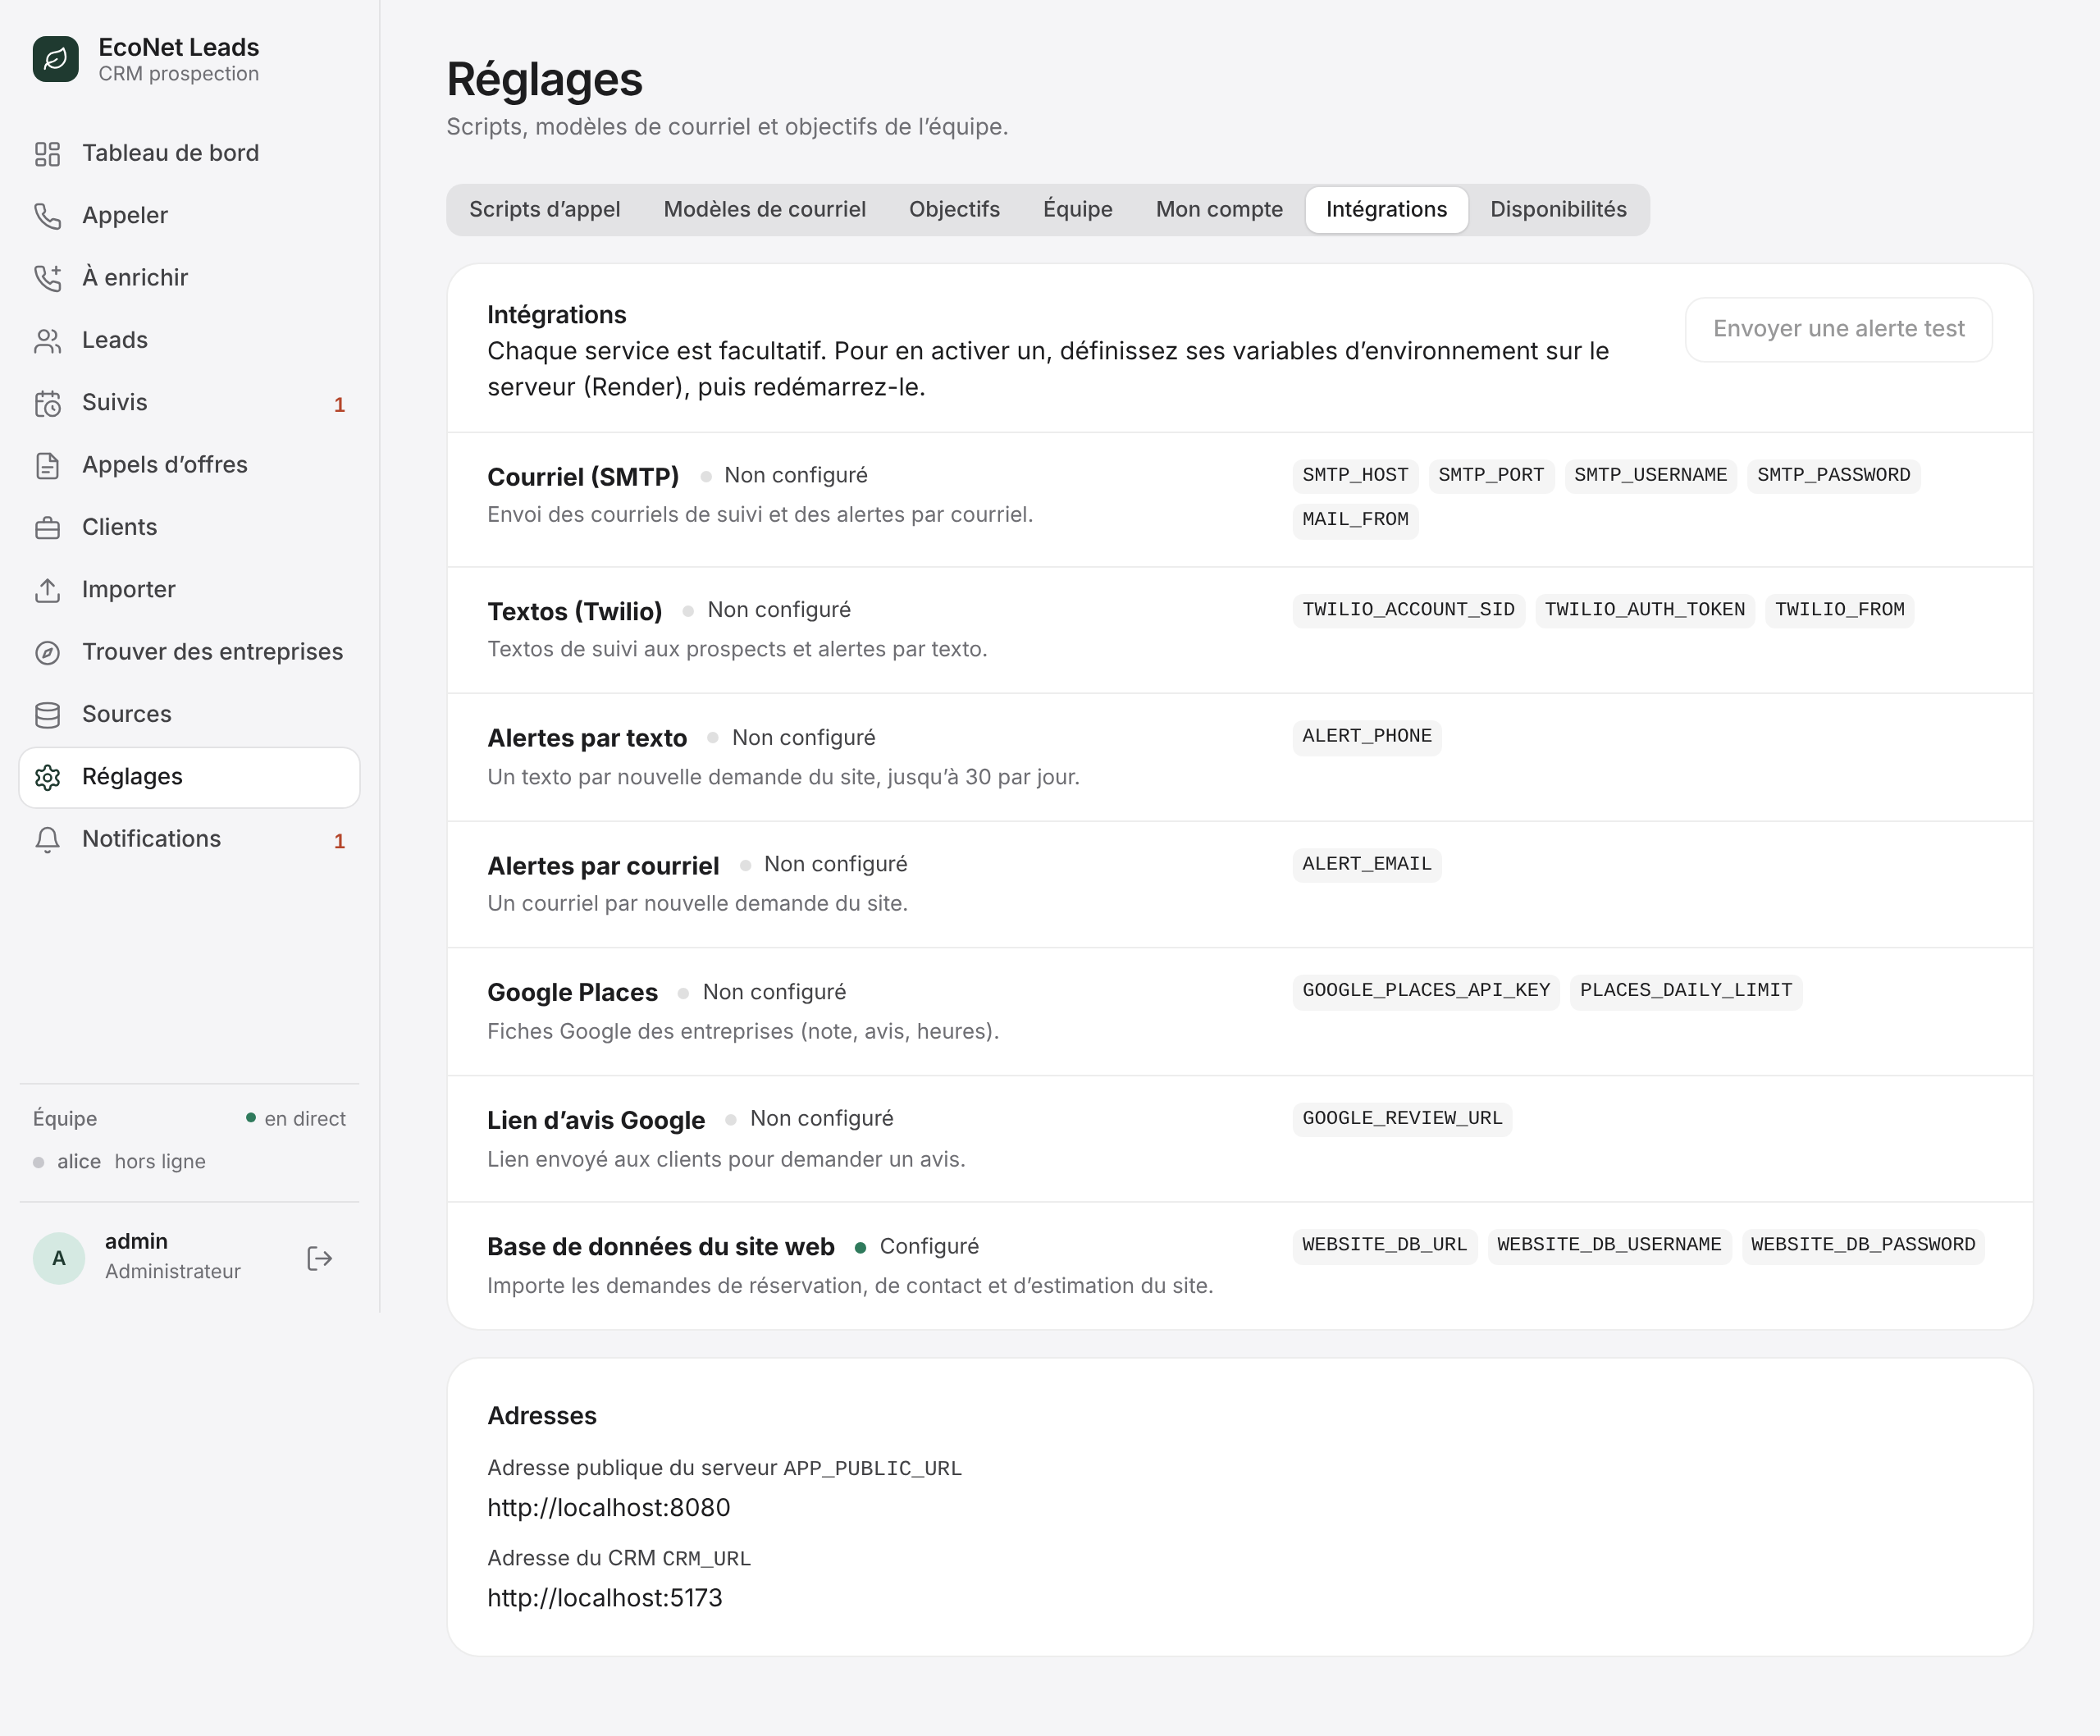 EcoNet Leads
CRM prospection
Tableau de bord
Appeler
À enrichir
Leads
Suivis 1
Appels d’offres
Clients
Importer
Trouver des entreprises
Sources
Réglages
Notifications 1
Équipe en direct
alice hors ligne
A
admin
Administrateur
Réglages
Scripts, modèles de courriel et objectifs de l’équipe.
Scripts d’appel Modèles de courriel Objectifs Équipe Mon compte Intégrations Disponibilités
Intégrations
Envoyer une alerte test
Chaque service est facultatif. Pour en activer un, définissez ses variables d’environnement sur le
serveur (Render), puis redémarrez-le.
Courriel (SMTP) Non configuré
Envoi des courriels de suivi et des alertes par courriel.
SMTP_HOST SMTP_PORT SMTP_USERNAME SMTP_PASSWORD
MAIL_FROM
Textos (Twilio) Non configuré
Textos de suivi aux prospects et alertes par texto.
TWILIO_ACCOUNT_SID TWILIO_AUTH_TOKEN TWILIO_FROM
Alertes par texto Non configuré
Un texto par nouvelle demande du site, jusqu’à 30 par jour.
ALERT_PHONE
Alertes par courriel Non configuré
Un courriel par nouvelle demande du site.
ALERT_EMAIL
Google Places Non configuré
Fiches Google des entreprises (note, avis, heures).
GOOGLE_PLACES_API_KEY PLACES_DAILY_LIMIT
Lien d’avis Google Non configuré
Lien envoyé aux clients pour demander un avis.
GOOGLE_REVIEW_URL
Base de données du site web Configuré
Importe les demandes de réservation, de contact et d’estimation du site.
WEBSITE_DB_URL WEBSITE_DB_USERNAME WEBSITE_DB_PASSWORD
Adresses
Adresse publique du serveur APP_PUBLIC_URL
http://localhost:8080
Adresse du CRM CRM_URL
http://localhost:5173